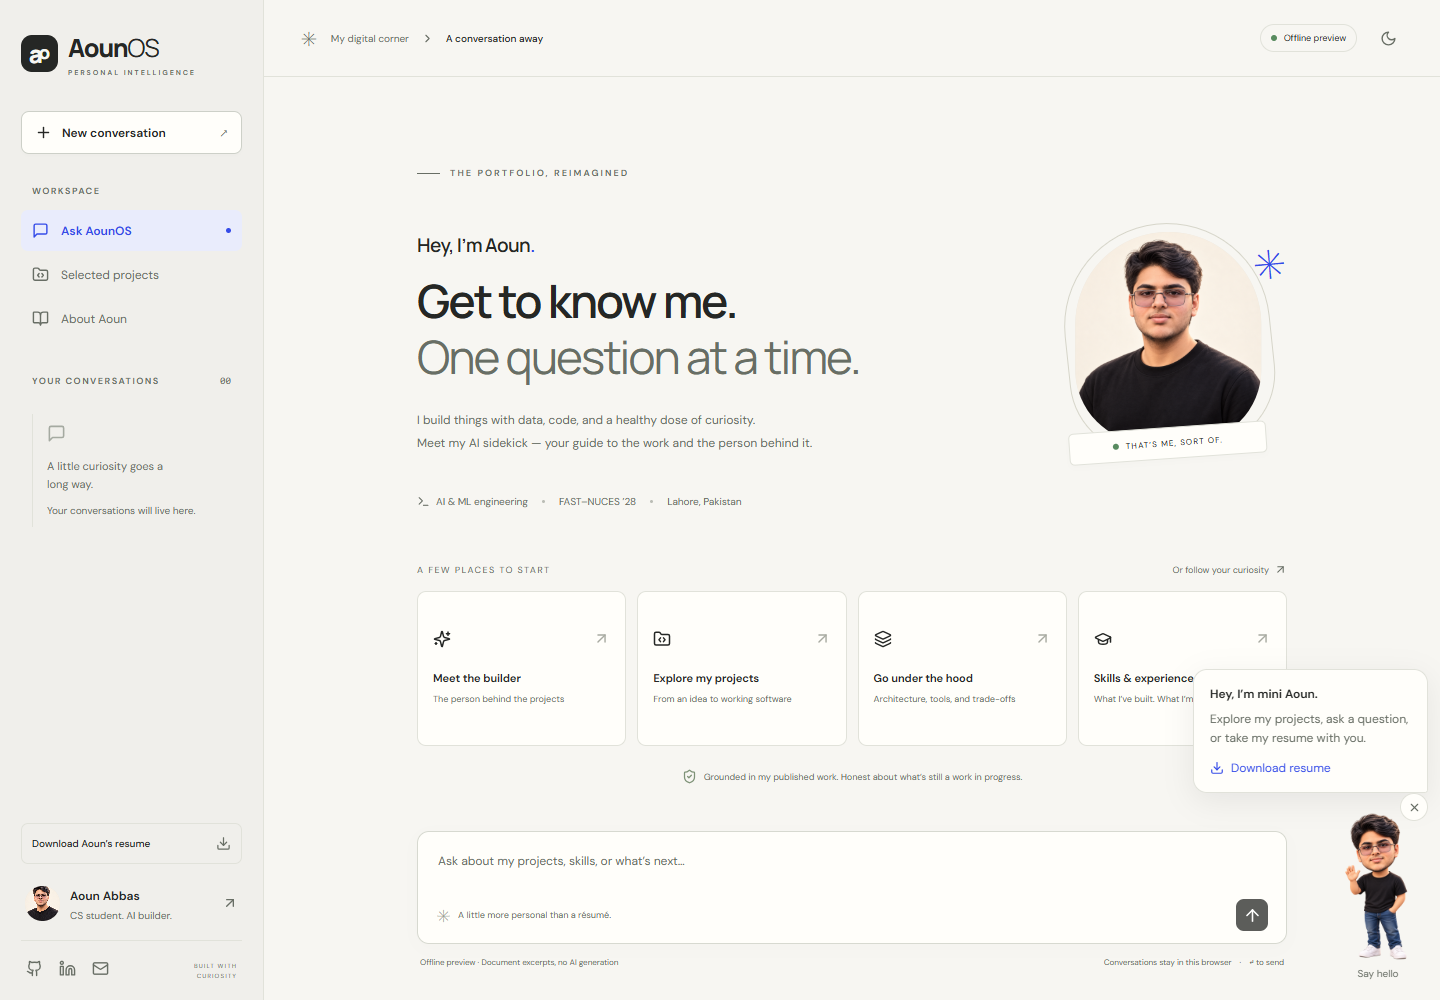 ap
AounOS
PERSONAL INTELLIGENCE
New conversation
WORKSPACE
Ask AounOS
Selected projects
About Aoun
YOUR CONVERSATIONS 00
A little curiosity goes a
long way.
Your conversations will live here.
Download Aoun's resume
Aoun Abbas
CS student. AI builder.
BUILT WITH
CURIOSITY
My digital corner > A conversation away
Offline preview
THE PORTFOLIO, REIMAGINED
Hey, I'm Aoun.
Get to know me.
One question at a time.
I build things with data, code, and a healthy dose of curiosity.
Meet my AI sidekick — your guide to the work and the person behind it.
AI & ML engineering • FAST–NUCES '28 • Lahore, Pakistan
THAT'S ME, SORT OF.
A FEW PLACES TO START
Or follow your curiosity
Meet the builder
The person behind the projects
Explore my projects
From an idea to working software
Go under the hood
Architecture, tools, and trade-offs
Skills & experience
What I've built. What I'm
Grounded in my published work. Honest about what's still a work in progress.
Ask about my projects, skills, or what's next…
A little more personal than a résumé.
Offline preview · Document excerpts, no AI generation
Conversations stay in this browser · ↵ to send
Hey, I'm mini Aoun.
Explore my projects, ask a question,
or take my resume with you.
Download resume
Say hello